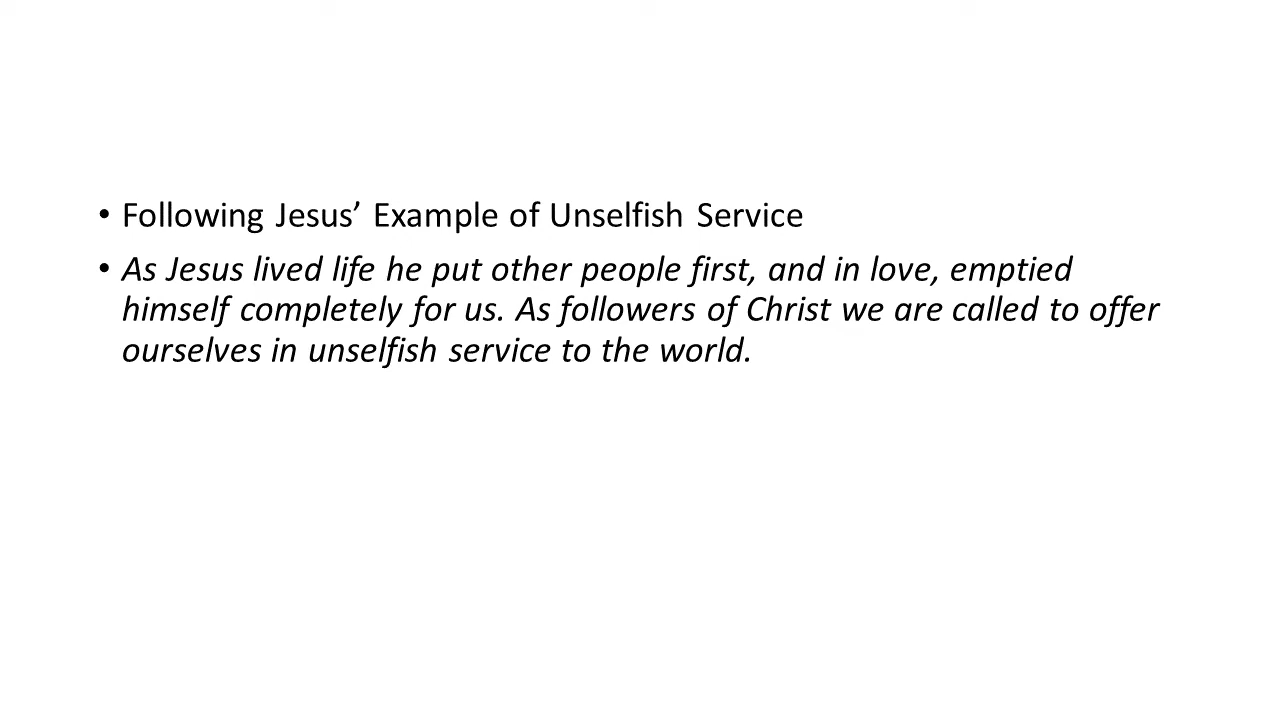 • Following Jesus’ Example of Unselfish Service
• As Jesus lived life he put other people first, and in love, emptied
himself completely for us. As followers of Christ we are called to offer
ourselves in unselfish service to the world.